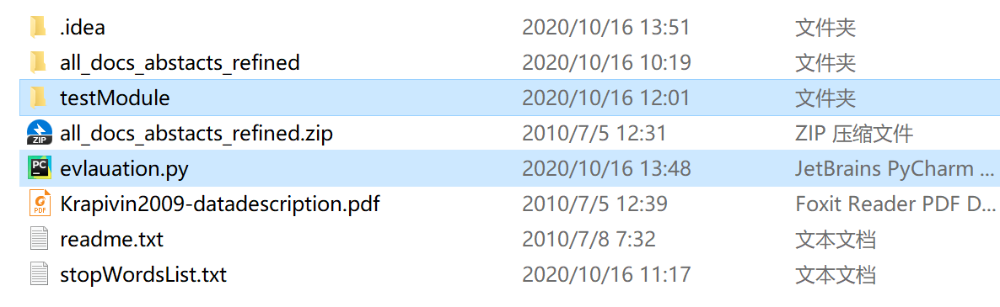 .idea 2020/10/16 13:51 文件夹
all_docs_abstacts_refined 2020/10/16 10:19 文件夹
testModule 2020/10/16 12:01 文件夹
ZIP all_docs_abstacts_refined.zip 2010/7/5 12:31 ZIP 压缩文件
PC evlauation.py 2020/10/16 13:48 JetBrains PyCharm ...
PDF Krapivin2009-datadescription.pdf 2010/7/5 12:39 Foxit Reader PDF D...
readme.txt 2010/7/8 7:32 文本文档
stopWordsList.txt 2020/10/16 11:17 文本文档